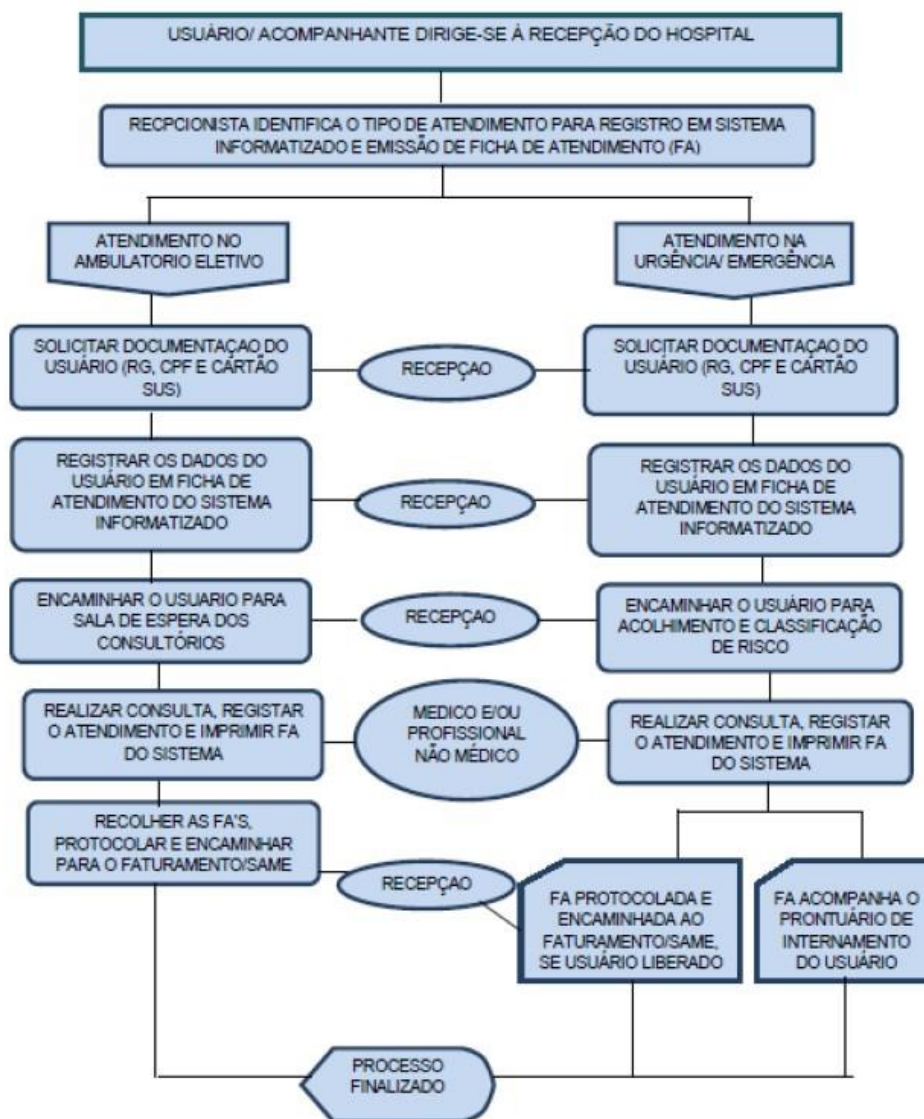 USUÁRIO/ ACOMPANHANTE DIRIGE-SE À RECEPÇÃO DO HOSPITAL
RECPCIONISTA IDENTIFICA O TIPO DE ATENDIMENTO PARA REGISTRO EM SISTEMA
INFORMATIZADO E EMISSÃO DE FICHA DE ATENDIMENTO (FA)
ATENDIMENTO NO
AMBULATORIO ELETIVO
ATENDIMENTO NA
URGÊNCIA/ EMERGÊNCIA
SOLICITAR DOCUMENTAÇAO DO
USUÁRIO (RG, CPF E CARTÃO
SUS)
RECEPÇAO
SOLICITAR DOCUMENTAÇAO DO
USUÁRIO (RG, CPF E CARTÃO
SUS)
REGISTRAR OS DADOS DO
USUÁRIO EM FICHA DE
ATENDIMENTO DO SISTEMA
INFORMATIZADO
RECEPÇAO
REGISTRAR OS DADOS DO
USUÁRIO EM FICHA DE
ATENDIMENTO DO SISTEMA
INFORMATIZADO
ENCAMINHAR O USUARIO PARA
SALA DE ESPERA DOS
CONSULTÓRIOS
RECEPÇAO
ENCAMINHAR O USUÁRIO PARA
ACOLHIMENTO E CLASSIFICAÇÃO
DE RISCO
REALIZAR CONSULTA, REGISTAR
O ATENDIMENTO E IMPRIMIR FA
DO SISTEMA
MEDICO E/OU
PROFISSIONAL
NÃO MÉDICO
REALIZAR CONSULTA, REGISTAR
O ATENDIMENTO E IMPRIMIR FA
DO SISTEMA
RECOLHER AS FA'S,
PROTOCOLAR E ENCAMINHAR
PARA O FATURAMENTO/SAME
RECEPÇAO
FA PROTOCOLADA E
ENCAMINHADA AO
FATURAMENTO/SAME,
SE USUÁRIO LIBERADO
FA ACOMPANHA O
PRONTUÁRIO DE
INTERNAMENTO
DO USUÁRIO
PROCESSO
FINALIZADO